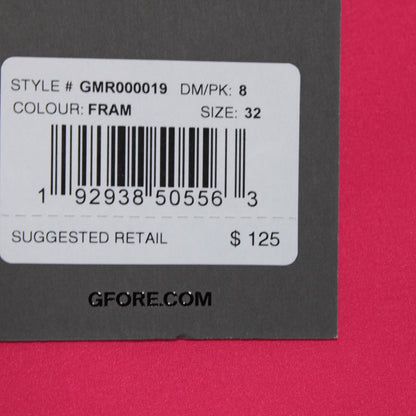 STYLE # GMR000019 DM/PK: 8
COLOUR: FRAM SIZE: 32
1 92938 50556 3
SUGGESTED RETAIL $ 125
GFORE.COM